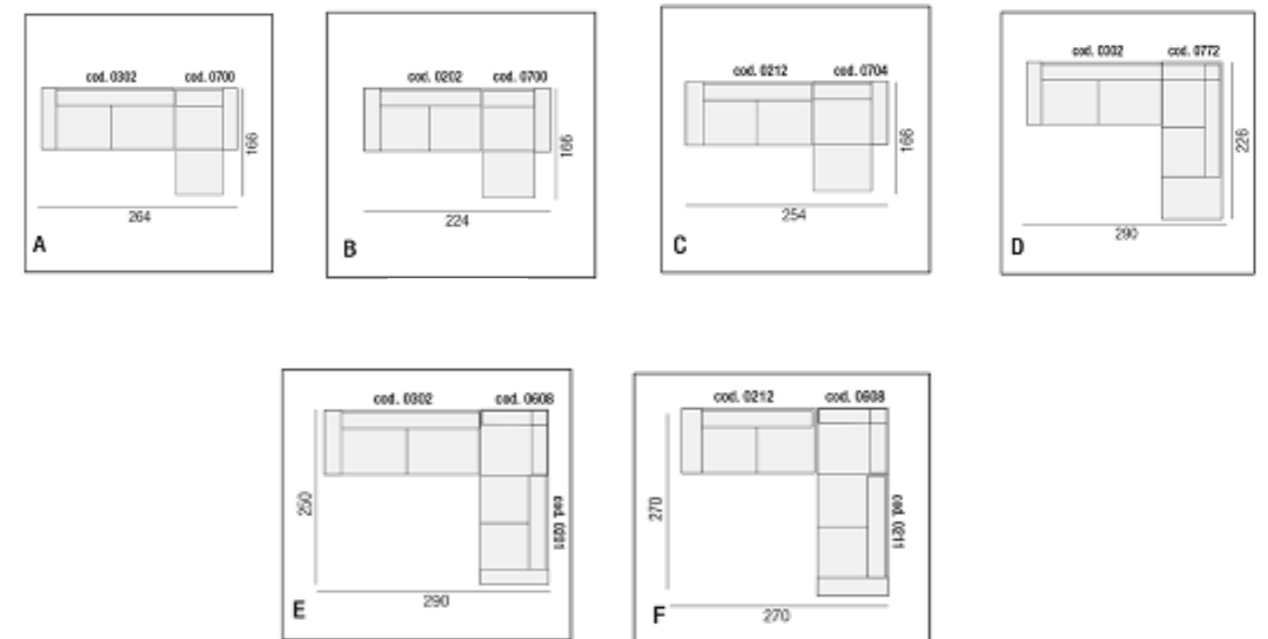 cod. 0302 cod. 0700
166
264
A
cod. 0202 cod. 0700
166
224
B
cod. 0212 cod. 0704
166
254
C
cod. 0302 cod. 0772
226
290
D
cod. 0302 cod. 0608
250
cod. 0201
290
E
cod. 0212 cod. 0608
270
cod. 0211
270
F